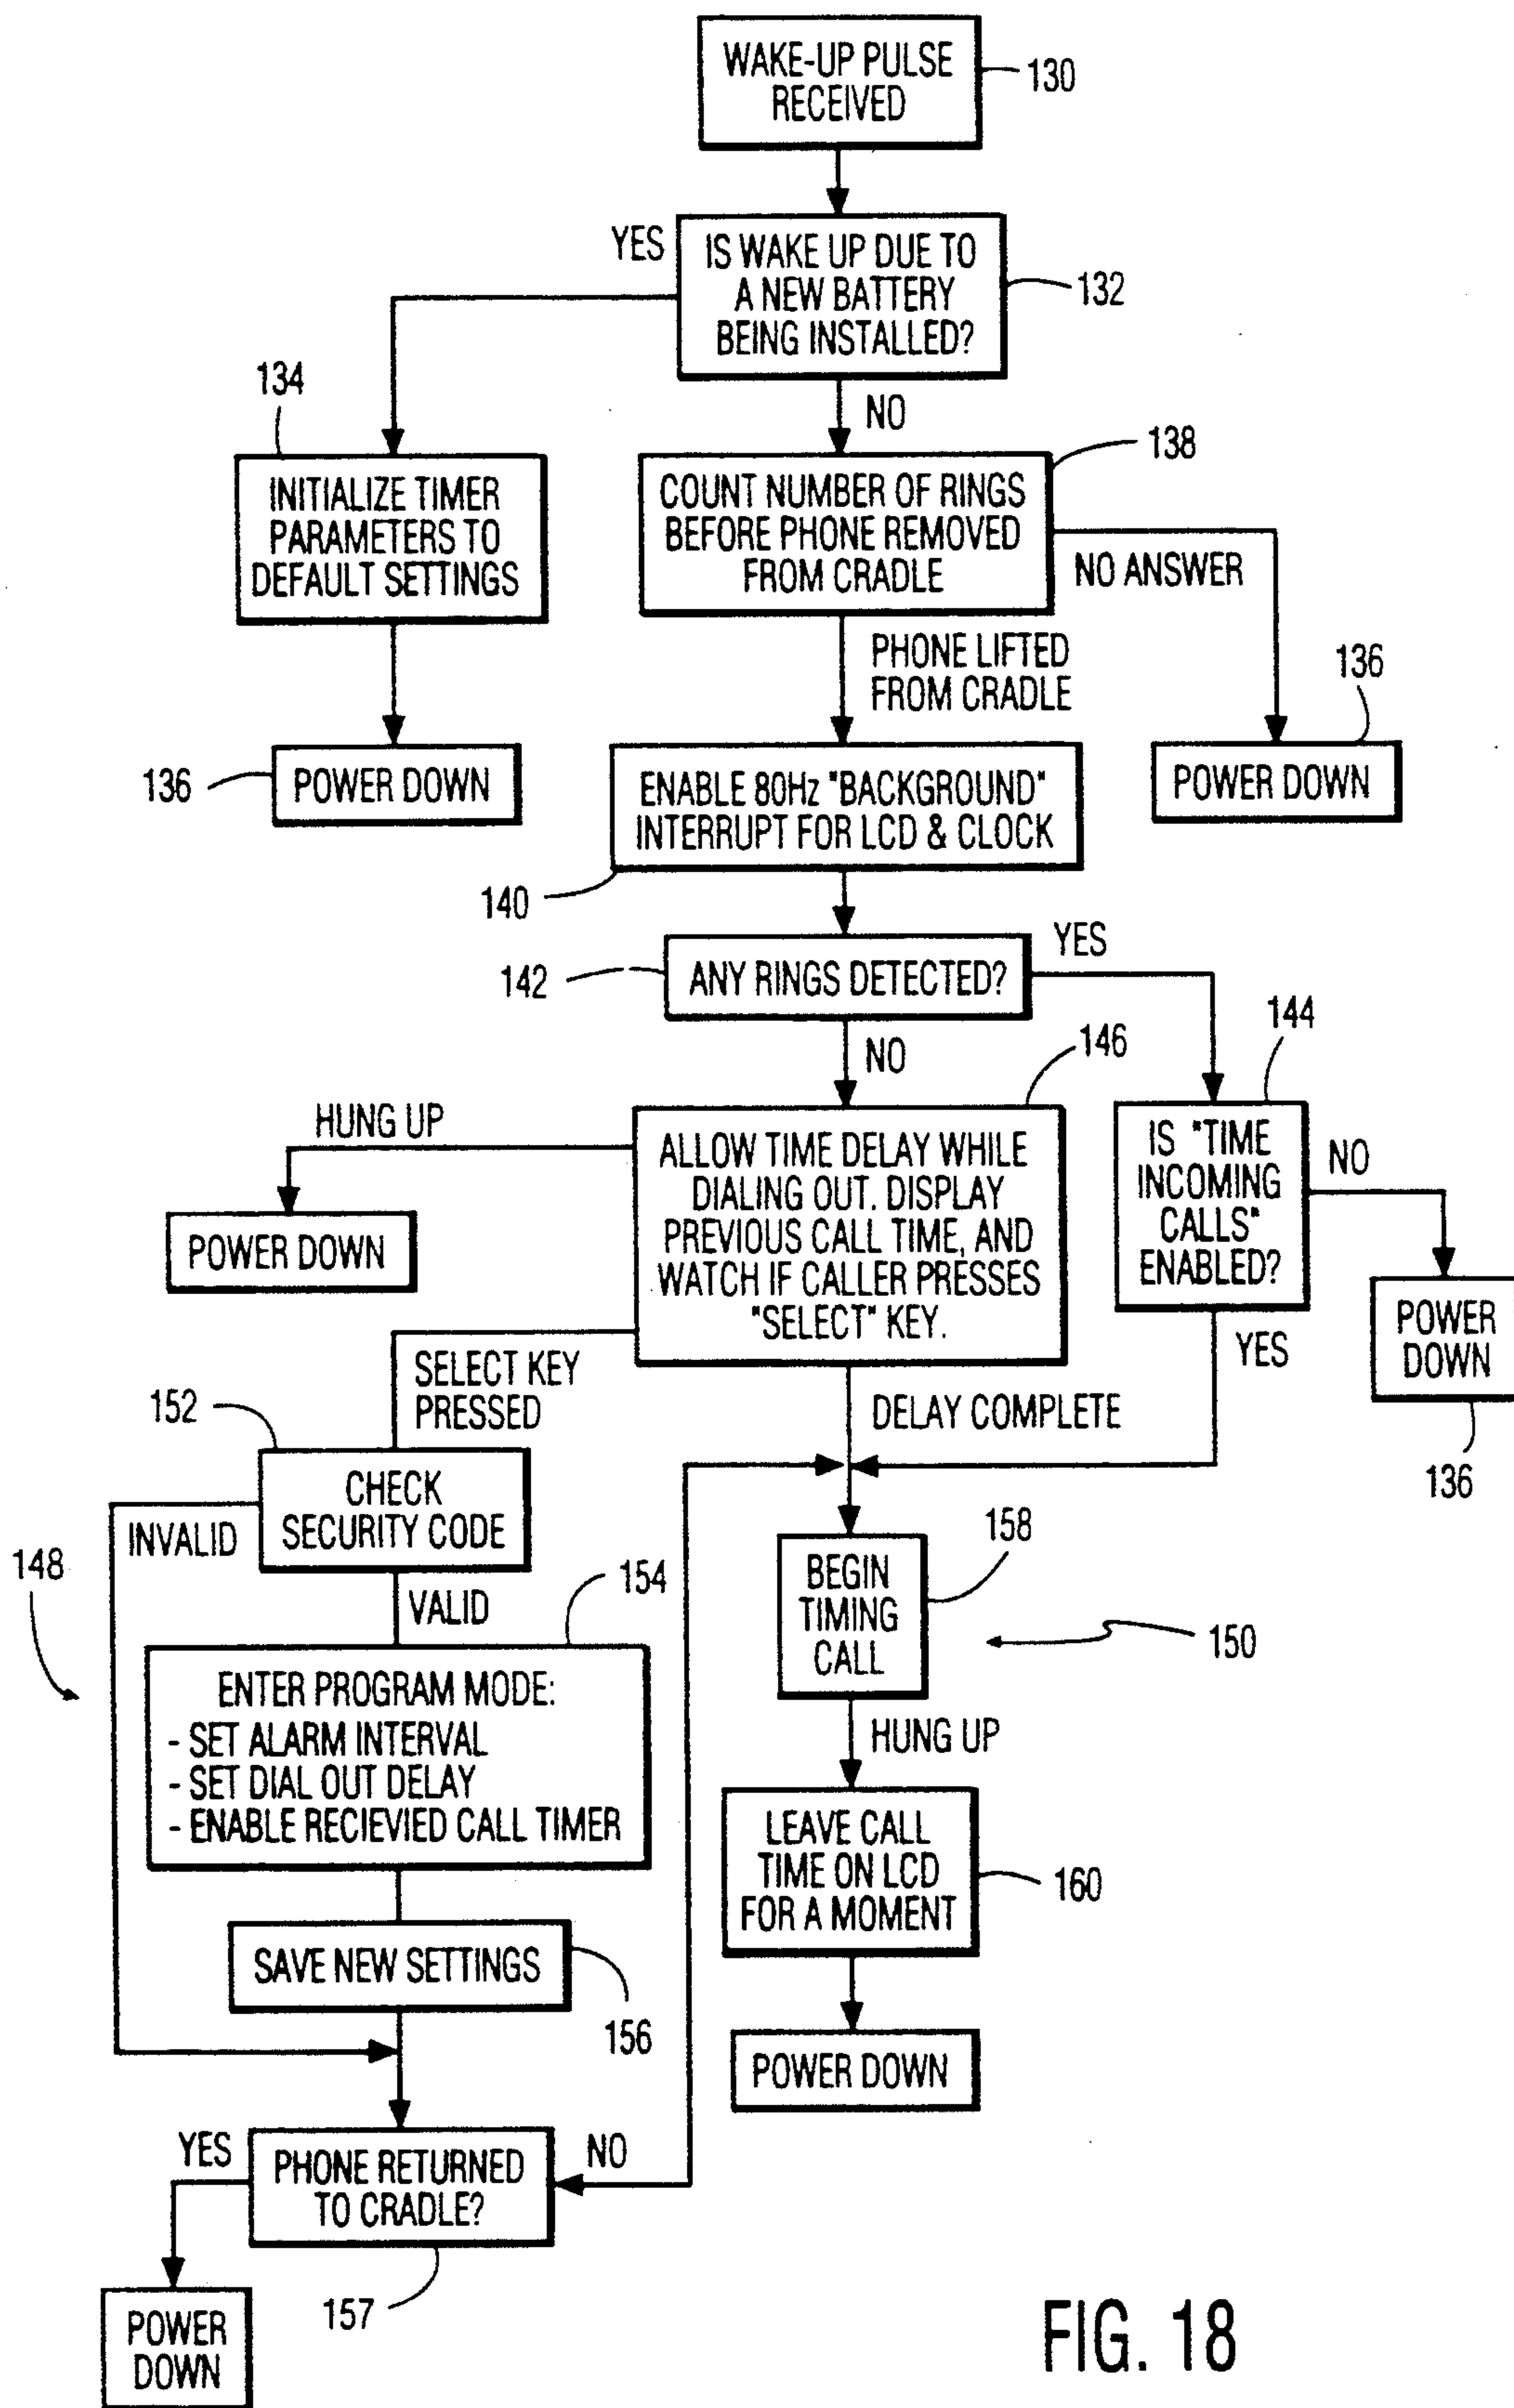 WAKE-UP PULSE
RECEIVED
130
YES
IS WAKE UP DUE TO
A NEW BATTERY
BEING INSTALLED?
132
134
NO
138
INITIALIZE TIMER
PARAMETERS TO
DEFAULT SETTINGS
COUNT NUMBER OF RINGS
BEFORE PHONE REMOVED
FROM CRADLE
NO ANSWER
PHONE LIFTED
FROM CRADLE
136
136
POWER DOWN
ENABLE 80Hz "BACKGROUND"
INTERRUPT FOR LCD & CLOCK
POWER DOWN
140
142
ANY RINGS DETECTED?
YES
144
NO
146
HUNG UP
POWER DOWN
ALLOW TIME DELAY WHILE
DIALING OUT. DISPLAY
PREVIOUS CALL TIME, AND
WATCH IF CALLER PRESSES
"SELECT" KEY.
IS "TIME
INCOMING
CALLS"
ENABLED?
NO
POWER
DOWN
136
YES
SELECT KEY
PRESSED
DELAY COMPLETE
152
CHECK
SECURITY CODE
INVALID
148
VALID
154
158
BEGIN
TIMING
CALL
150
ENTER PROGRAM MODE:
- SET ALARM INTERVAL
- SET DIAL OUT DELAY
- ENABLE RECIEVIED CALL TIMER
HUNG UP
LEAVE CALL
TIME ON LCD
FOR A MOMENT
160
SAVE NEW SETTINGS
156
POWER DOWN
YES
PHONE RETURNED
TO CRADLE?
NO
157
POWER
DOWN
FIG. 18